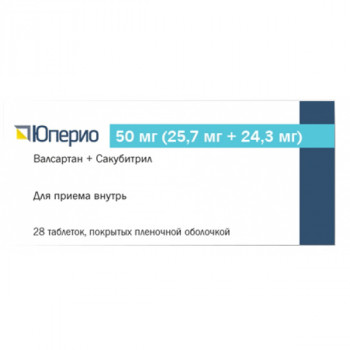 Юперио 50 мг (25,7 мг + 24,3 мг)
Валсартан + Сакубитрил
Для приема внутрь
28 таблеток, покрытых пленочной оболочкой